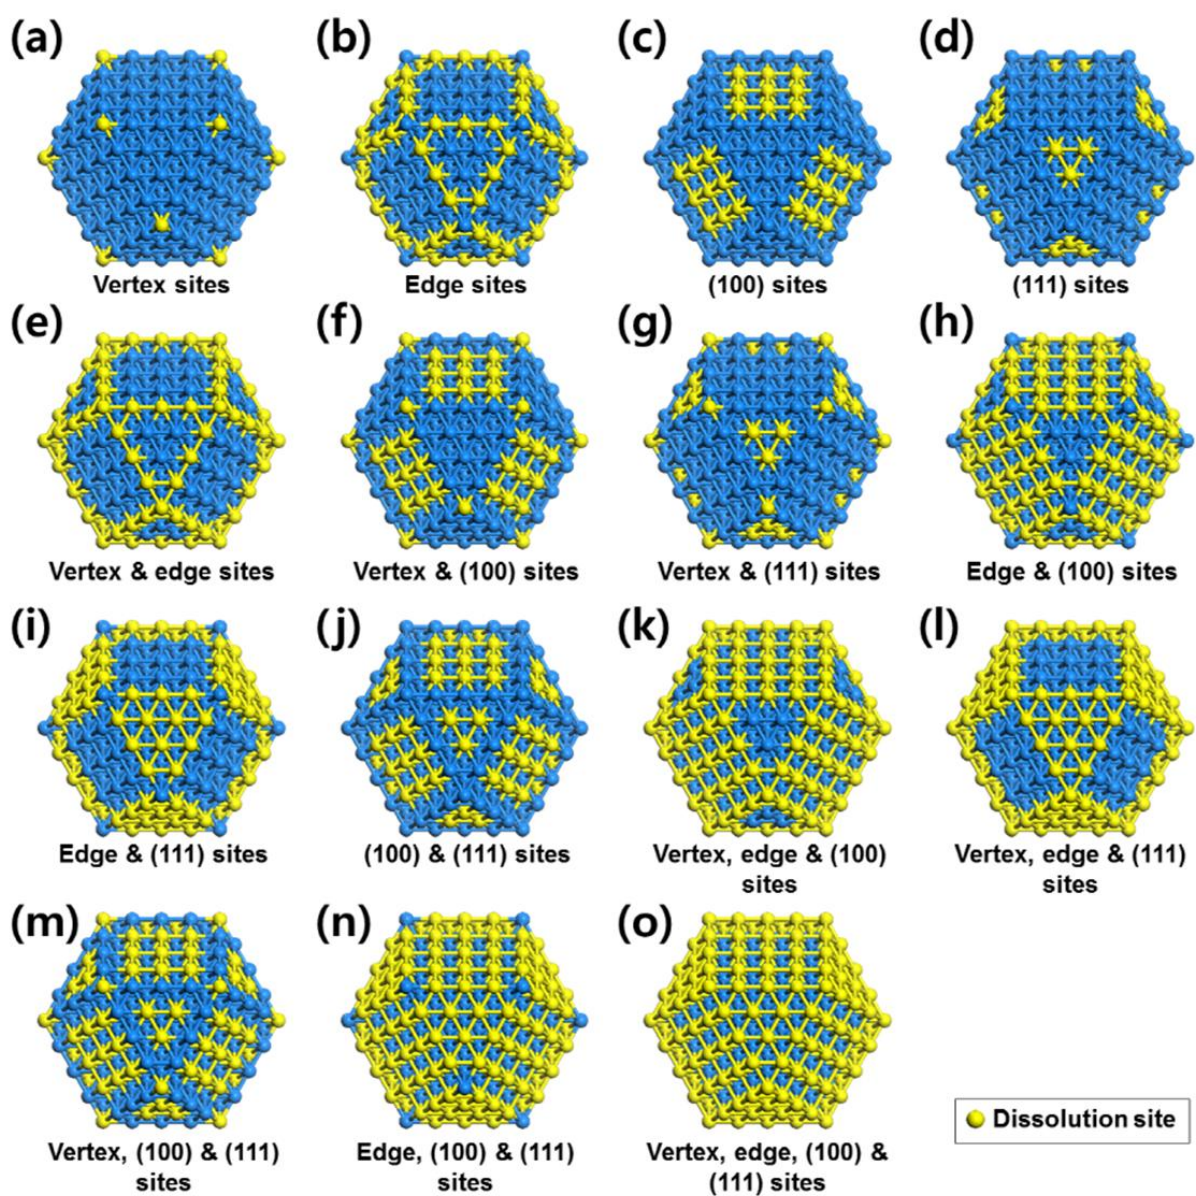 (a) (b) (c) (d)
Vertex sites Edge sites (100) sites (111) sites
(e) (f) (g) (h)
Vertex & edge sites Vertex & (100) sites Vertex & (111) sites Edge & (100) sites
(i) (j) (k) (l)
Edge & (111) sites (100) & (111) sites Vertex, edge & (100) Vertex, edge & (111)
sites sites
(m) (n) (o)
Dissolution site
Vertex, (100) & (111) Edge, (100) & (111) Vertex, edge, (100) &
sites sites (111) sites